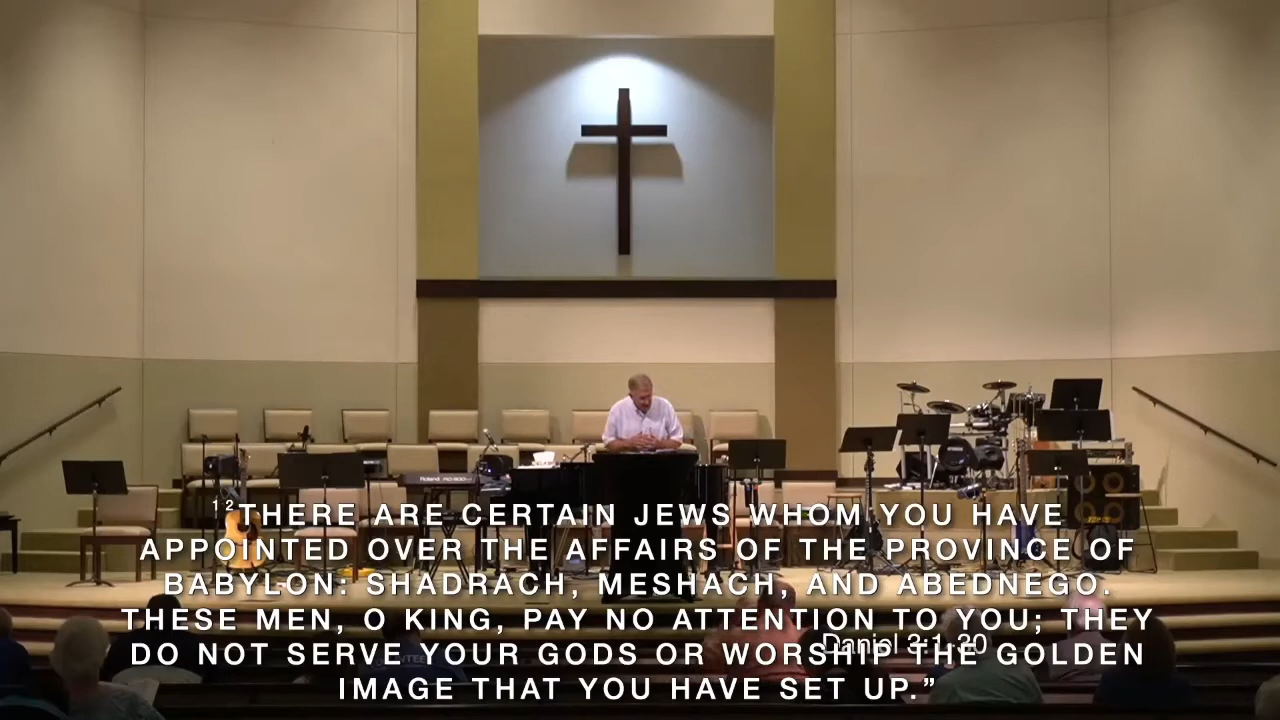 Roland
¹²THERE ARE CERTAIN JEWS WHOM YOU HAVE
APPOINTED OVER THE AFFAIRS OF THE PROVINCE OF
BABYLON: SHADRACH, MESHACH, AND ABEDNEGO.
THESE MEN, O KING, PAY NO ATTENTION TO YOU; THEY
DO NOT SERVE YOUR GODS OR WORSHIP THE GOLDEN
IMAGE THAT YOU HAVE SET UP.”
Daniel 3:1-30